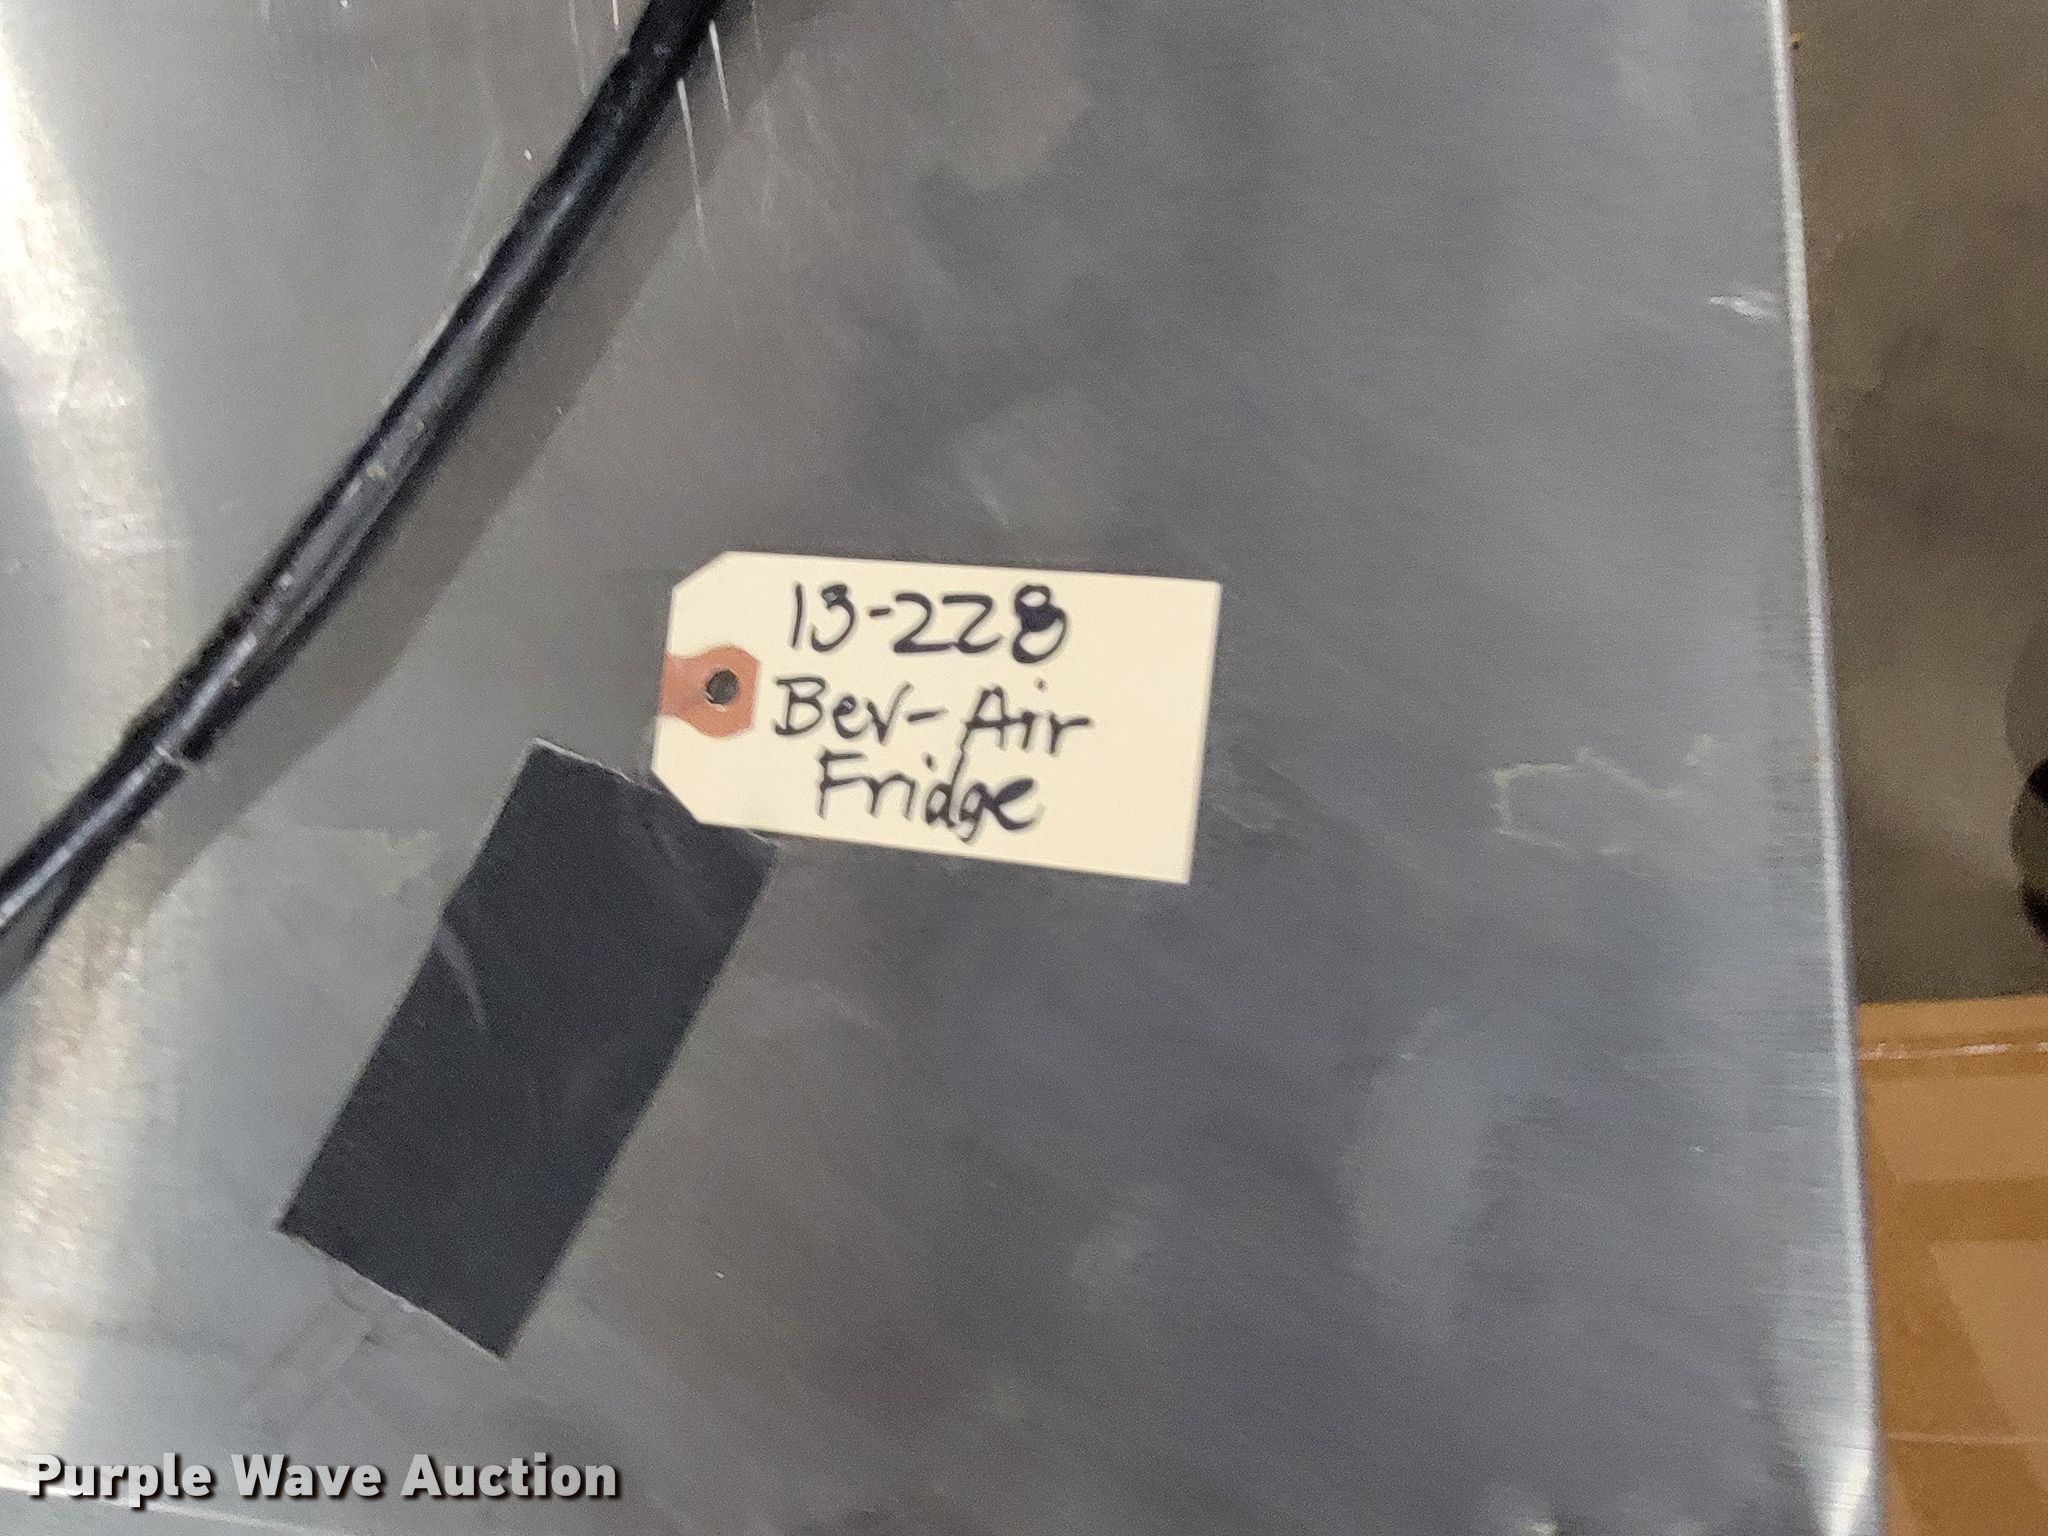 13-228
Bev-Air
Fridge
Purple Wave Auction